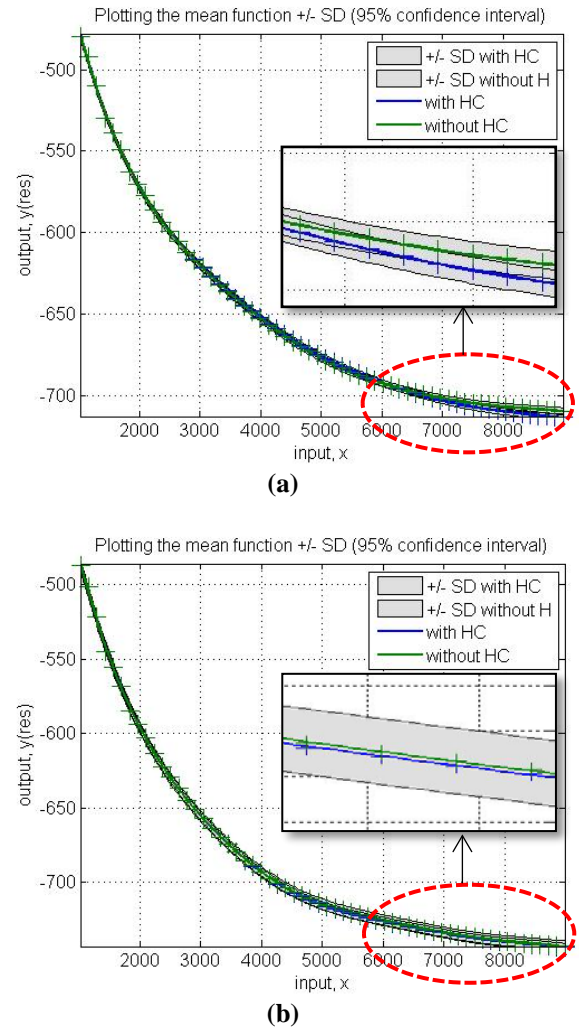 Plotting the mean function +/- SD (95% confidence interval)
+/- SD with HC
+/- SD without H
with HC
without HC
-500
-550
-600
-650
-700
output, y(res)
2000 3000 4000 5000 6000 7000 8000
input, x
(a)
Plotting the mean function +/- SD (95% confidence interval)
+/- SD with HC
+/- SD without H
with HC
without HC
-500
-600
-700
output, y(res)
2000 3000 4000 5000 6000 7000 8000
input, x
(b)